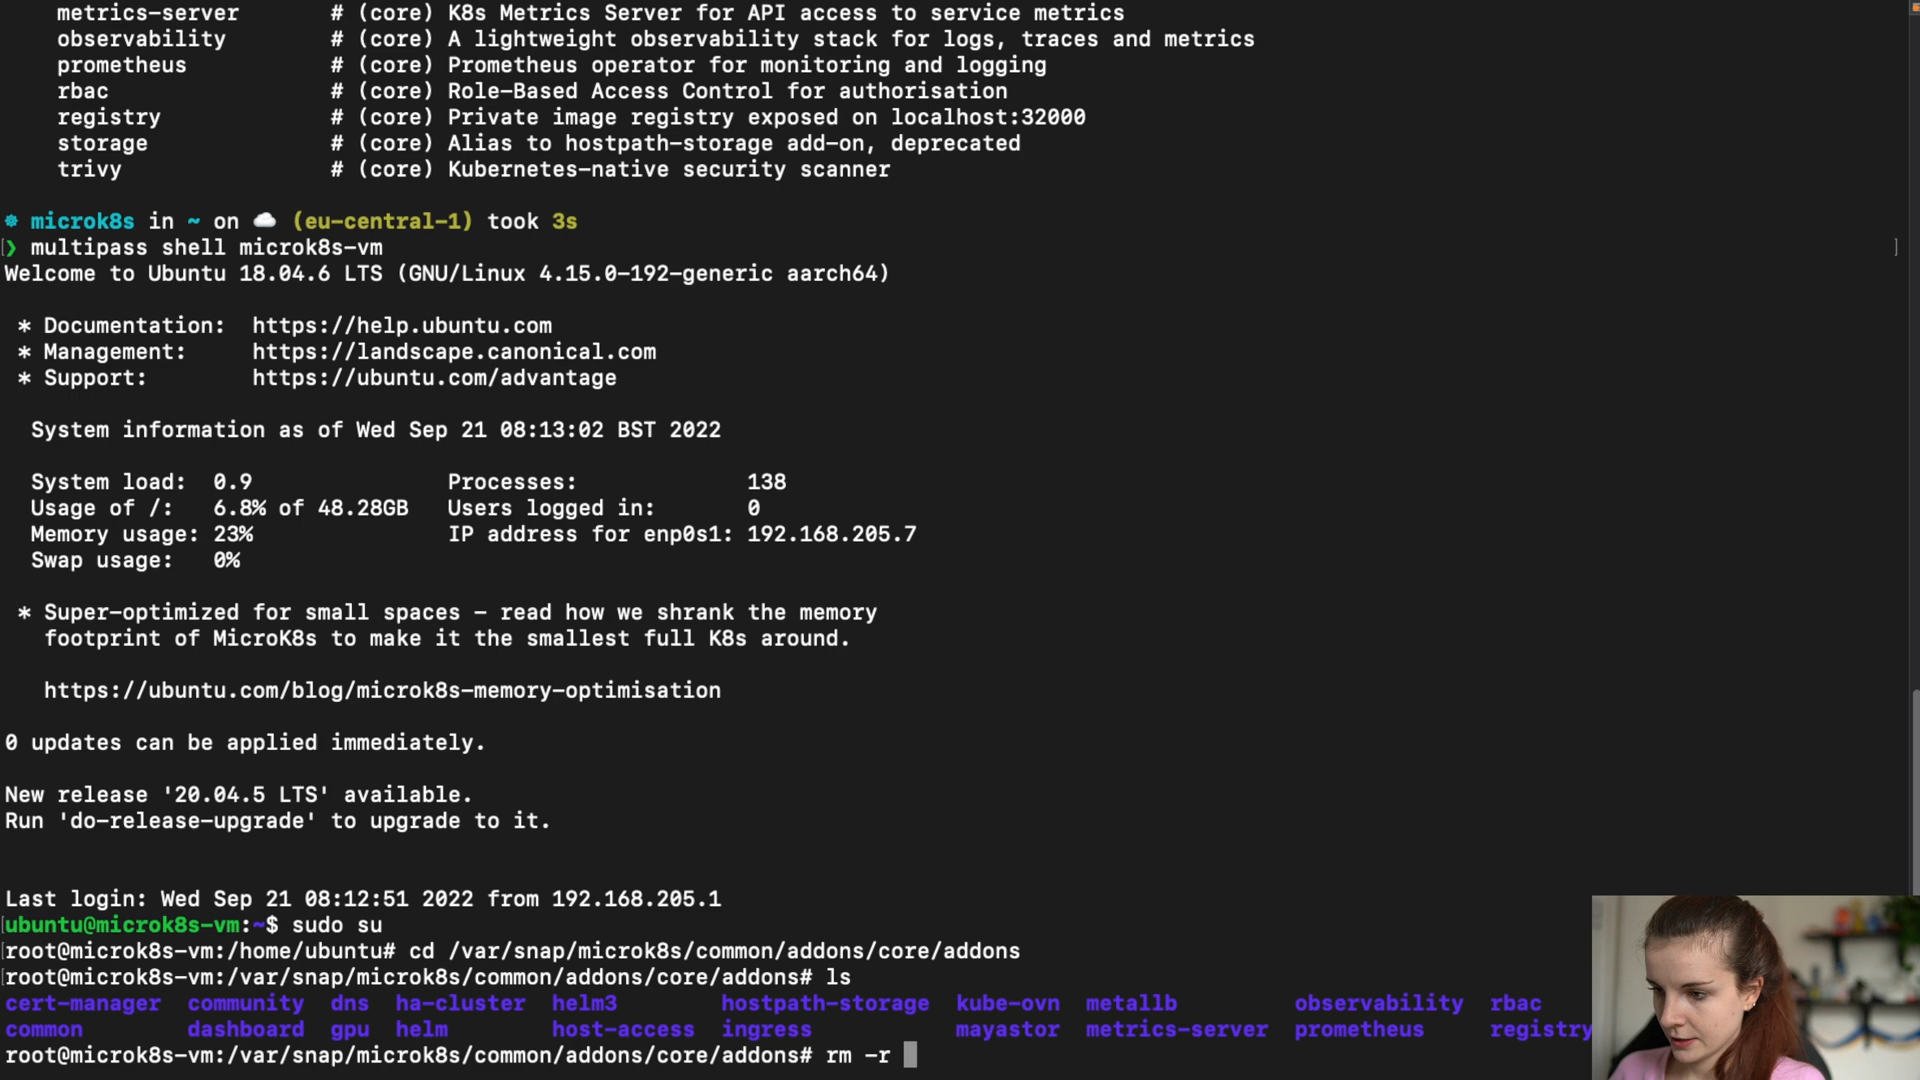 metrics-server # (core) K8s Metrics Server for API access to service metrics
observability # (core) A lightweight observability stack for logs, traces and metrics
prometheus # (core) Prometheus operator for monitoring and logging
rbac # (core) Role-Based Access Control for authorisation
registry # (core) Private image registry exposed on localhost:32000
storage # (core) Alias to hostpath-storage add-on, deprecated
trivy # (core) Kubernetes-native security scanner
microk8s in ~ on ☁️ (eu-central-1) took 3s
[❯ multipass shell microk8s-vm ]
Welcome to Ubuntu 18.04.6 LTS (GNU/Linux 4.15.0-192-generic aarch64)
* Documentation: https://help.ubuntu.com
* Management: https://landscape.canonical.com
* Support: https://ubuntu.com/advantage
System information as of Wed Sep 21 08:13:02 BST 2022
System load: 0.9 Processes: 138
Usage of /: 6.8% of 48.28GB Users logged in: 0
Memory usage: 23% IP address for enp0s1: 192.168.205.7
Swap usage: 0%
* Super-optimized for small spaces - read how we shrank the memory
footprint of MicroK8s to make it the smallest full K8s around.
https://ubuntu.com/blog/microk8s-memory-optimisation
0 updates can be applied immediately.
New release '20.04.5 LTS' available.
Run 'do-release-upgrade' to upgrade to it.
Last login: Wed Sep 21 08:12:51 2022 from 192.168.205.1
[ubuntu@microk8s-vm:~$ sudo su
[root@microk8s-vm:/home/ubuntu# cd /var/snap/microk8s/common/addons/core/addons
[root@microk8s-vm:/var/snap/microk8s/common/addons/core/addons# ls
cert-manager community dns ha-cluster helm3 hostpath-storage kube-ovn metallb observability rbac
common dashboard gpu helm host-access ingress mayastor metrics-server prometheus registry
root@microk8s-vm:/var/snap/microk8s/common/addons/core/addons# rm -r